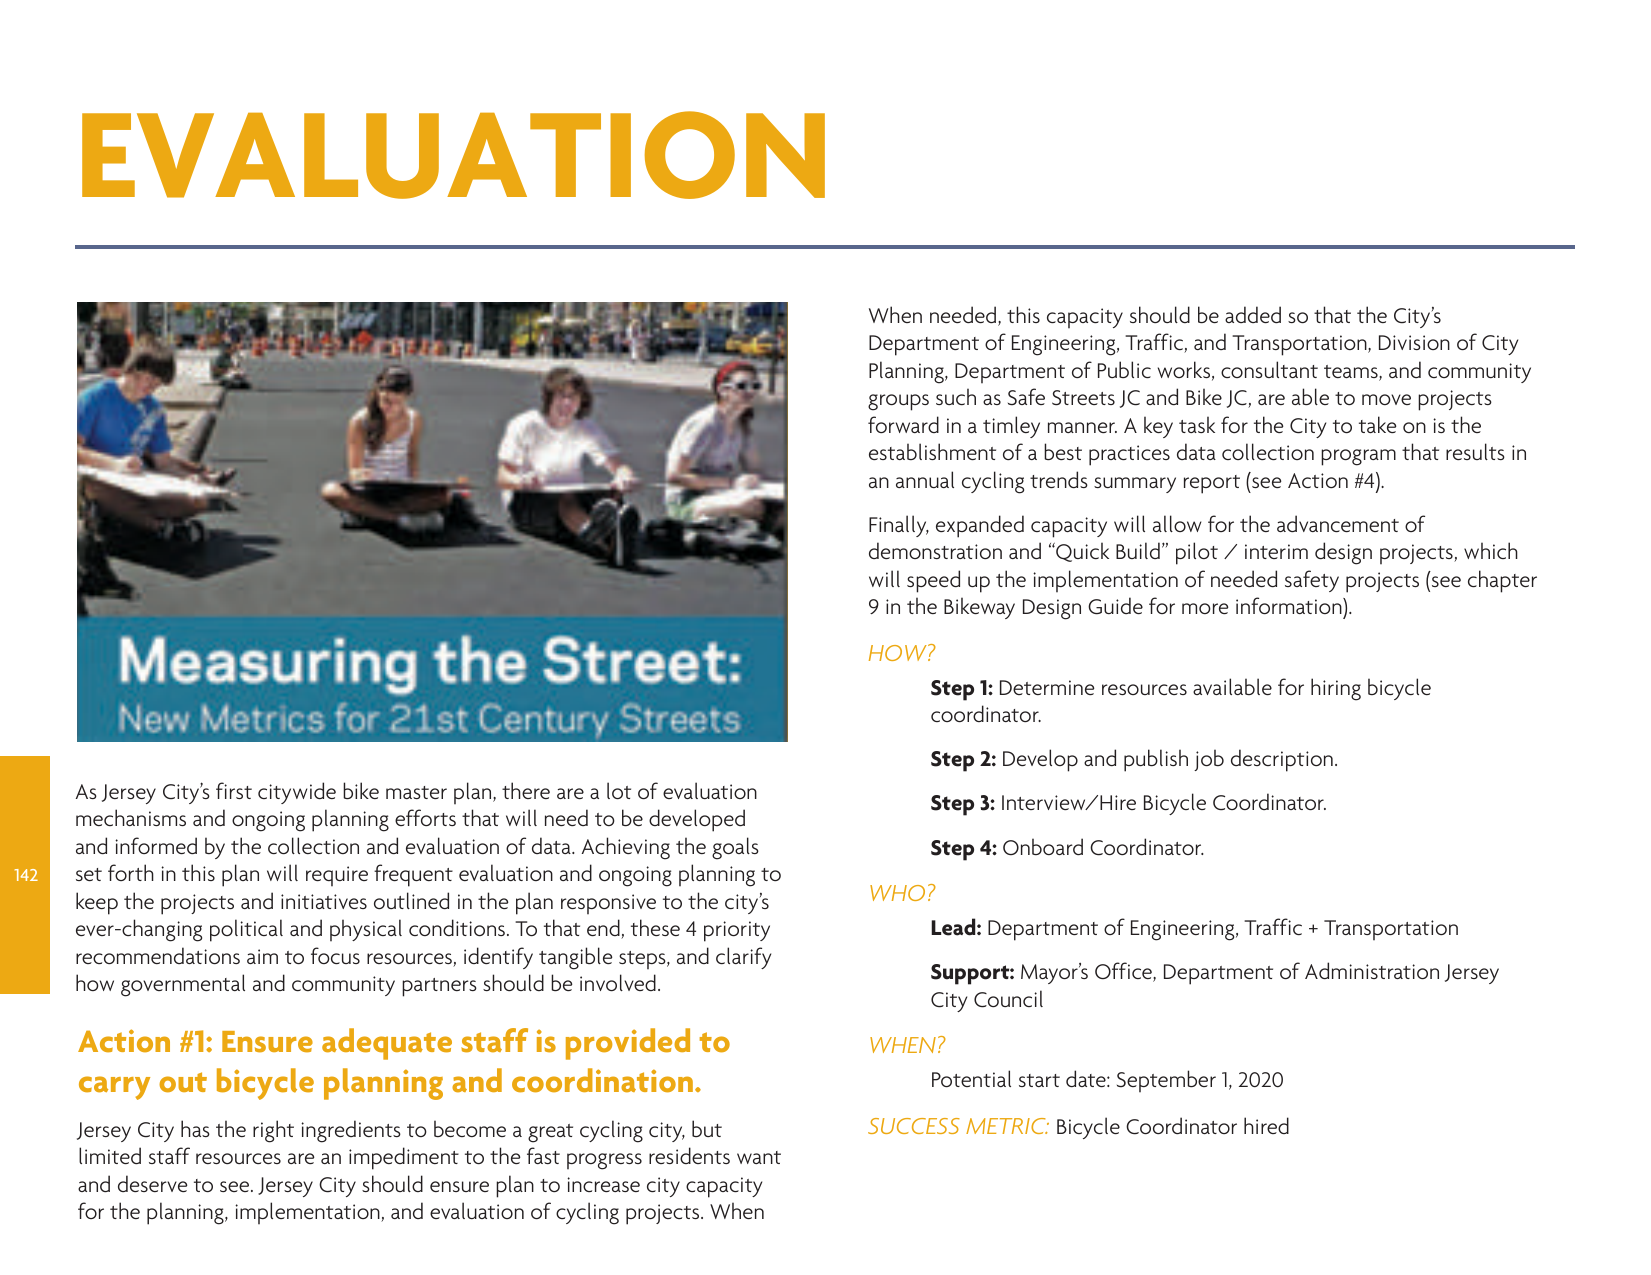 EVALUATION
Measuring the Street:
New Metrics for 21st Century Streets
As Jersey City’s first citywide bike master plan, there are a lot of evaluation
mechanisms and ongoing planning efforts that will need to be developed
and informed by the collection and evaluation of data. Achieving the goals
set forth in this plan will require frequent evaluation and ongoing planning to
keep the projects and initiatives outlined in the plan responsive to the city’s
ever-changing political and physical conditions. To that end, these 4 priority
recommendations aim to focus resources, identify tangible steps, and clarify
how governmental and community partners should be involved.
Action #1: Ensure adequate staff is provided to
carry out bicycle planning and coordination.
Jersey City has the right ingredients to become a great cycling city, but
limited staff resources are an impediment to the fast progress residents want
and deserve to see. Jersey City should ensure plan to increase city capacity
for the planning, implementation, and evaluation of cycling projects. When
When needed, this capacity should be added so that the City’s
Department of Engineering, Traffic, and Transportation, Division of City
Planning, Department of Public works, consultant teams, and community
groups such as Safe Streets JC and Bike JC, are able to move projects
forward in a timley manner. A key task for the City to take on is the
establishment of a best practices data collection program that results in
an annual cycling trends summary report (see Action #4).
Finally, expanded capacity will allow for the advancement of
demonstration and “Quick Build” pilot / interim design projects, which
will speed up the implementation of needed safety projects (see chapter
9 in the Bikeway Design Guide for more information).
HOW?
Step 1: Determine resources available for hiring bicycle
coordinator.
Step 2: Develop and publish job description.
Step 3: Interview/Hire Bicycle Coordinator.
Step 4: Onboard Coordinator.
WHO?
Lead: Department of Engineering, Traffic + Transportation
Support: Mayor’s Office, Department of Administration Jersey
City Council
WHEN?
Potential start date: September 1, 2020
SUCCESS METRIC: Bicycle Coordinator hired
142